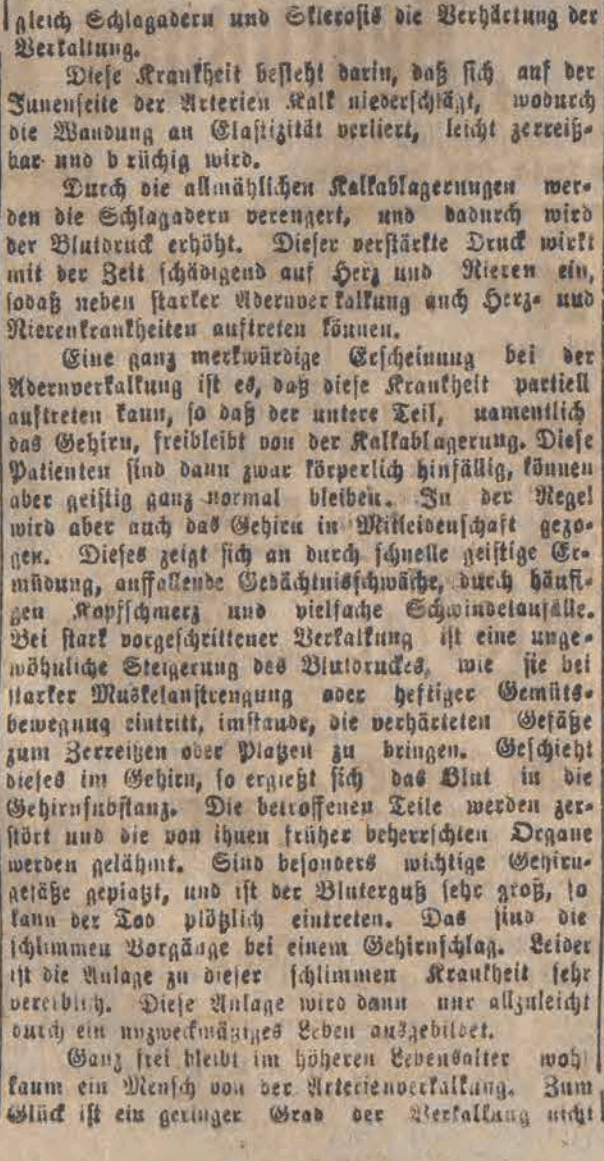 gleich Schlagadern und Sklerosis die Verhärtung der
Verkalkung.
Diese Krankheit besteht darin, daß sich auf der
Innenseite der Arterien Kalk niederschlägt, wodurch
die Wandung an Elastizität verliert, leicht zerreiß-
bar und brüchig wird.
Durch die allmählichen Kalkablagerungen wer-
den die Schlagadern verengert, und dadurch wird
der Blutdruck erhöht. Dieser verstärkte Druck wirkt
mit der Zeit schädigend auf Herz und Nieren ein,
sodaß neben starker Adernverkalkung auch Herz- und
Nierenkrankheiten auftreten können.
Eine ganz merkwürdige Erscheinung bei der
Adernverkalkung ist es, daß diese Krankheit partiell
auftreten kann, so daß der untere Teil, namentlich
das Gehirn, freibleibt von der Kalkablagerung. Diese
Patienten sind dann zwar körperlich hinfällig, können
aber geistig ganz normal bleiben. In der Regel
wird aber auch das Gehirn in Mitleidenschaft gezo-
gen. Dieses zeigt sich an durch schnelle geistige Er-
müdung, auffallende Gedächtnisschwäche, durch häufi-
gen Kopfschmerz und vielfache Schwindelanfälle.
Bei stark vorgeschrittener Verkalkung ist eine unge-
wöhnliche Steigerung des Blutdruckes, wie sie bei
starker Muskelanstrengung oder heftiger Gemüts-
bewegung eintritt, imstande, die verhärteten Gefäße
zum Zerreißen oder Platzen zu bringen. Geschieht
dieses im Gehirn, so ergießt sich das Blut in die
Gehirnsubstanz. Die betroffenen Teile werden zer-
stört und die von ihnen früher beherrschten Organe
werden gelähmt. Sind besonders wichtige Gehirn-
gefäße geplatzt, und ist der Bluterguß sehr groß, so
kann der Tod plötzlich eintreten. Das sind die
schlimmen Vorgänge bei einem Gehirnschlag. Leider
ist die Anlage zu dieser schlimmen Krankheit sehr
vereiblich. Diese Anlage wird dann nur allzuleicht
durch ein unzweckmäßiges Leben ausgebildet.
Ganz frei bleibt im höheren Lebensalter wohl
kaum ein Mensch von der Arterienverkalkung. Zum
Glück ist ein geringer Grad der Verkalkung nicht